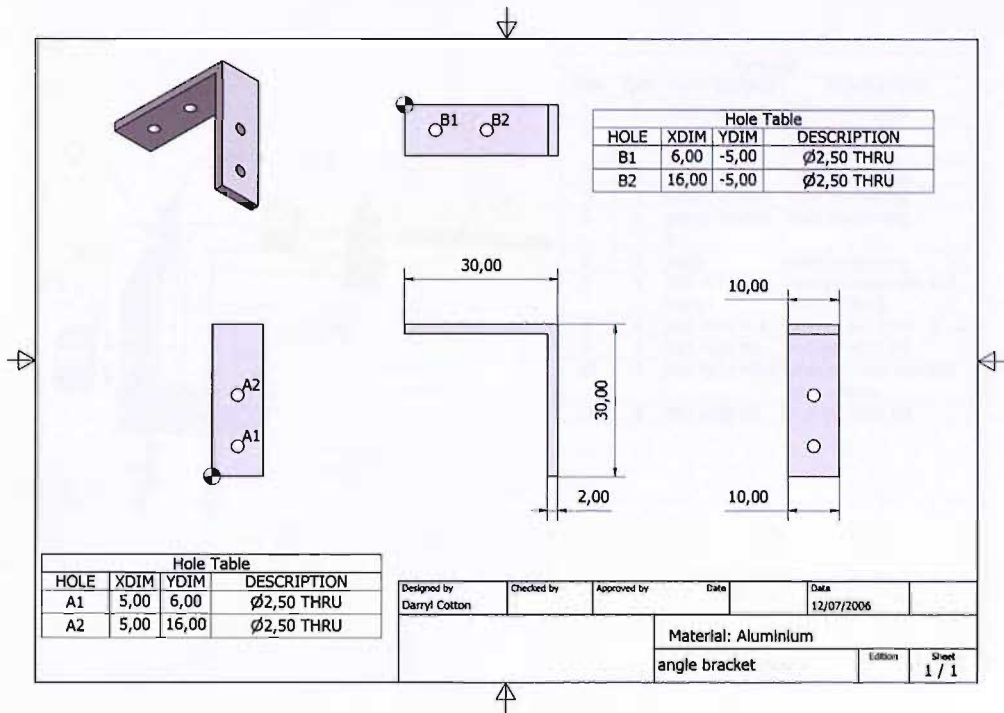 B1 B2
Hole Table
HOLE XDIM YDIM DESCRIPTION
B1 6,00 -5,00 Ø2,50 THRU
B2 16,00 -5,00 Ø2,50 THRU
30,00
10,00
A2
A1
30,00
2,00
10,00
Hole Table
HOLE XDIM YDIM DESCRIPTION
A1 5,00 6,00 Ø2,50 THRU
A2 5,00 16,00 Ø2,50 THRU
Designed by Checked by Approved by Date Date
Darryl Cotton 12/07/2006
Material: Aluminium
angle bracket Edition Sheet
1 / 1